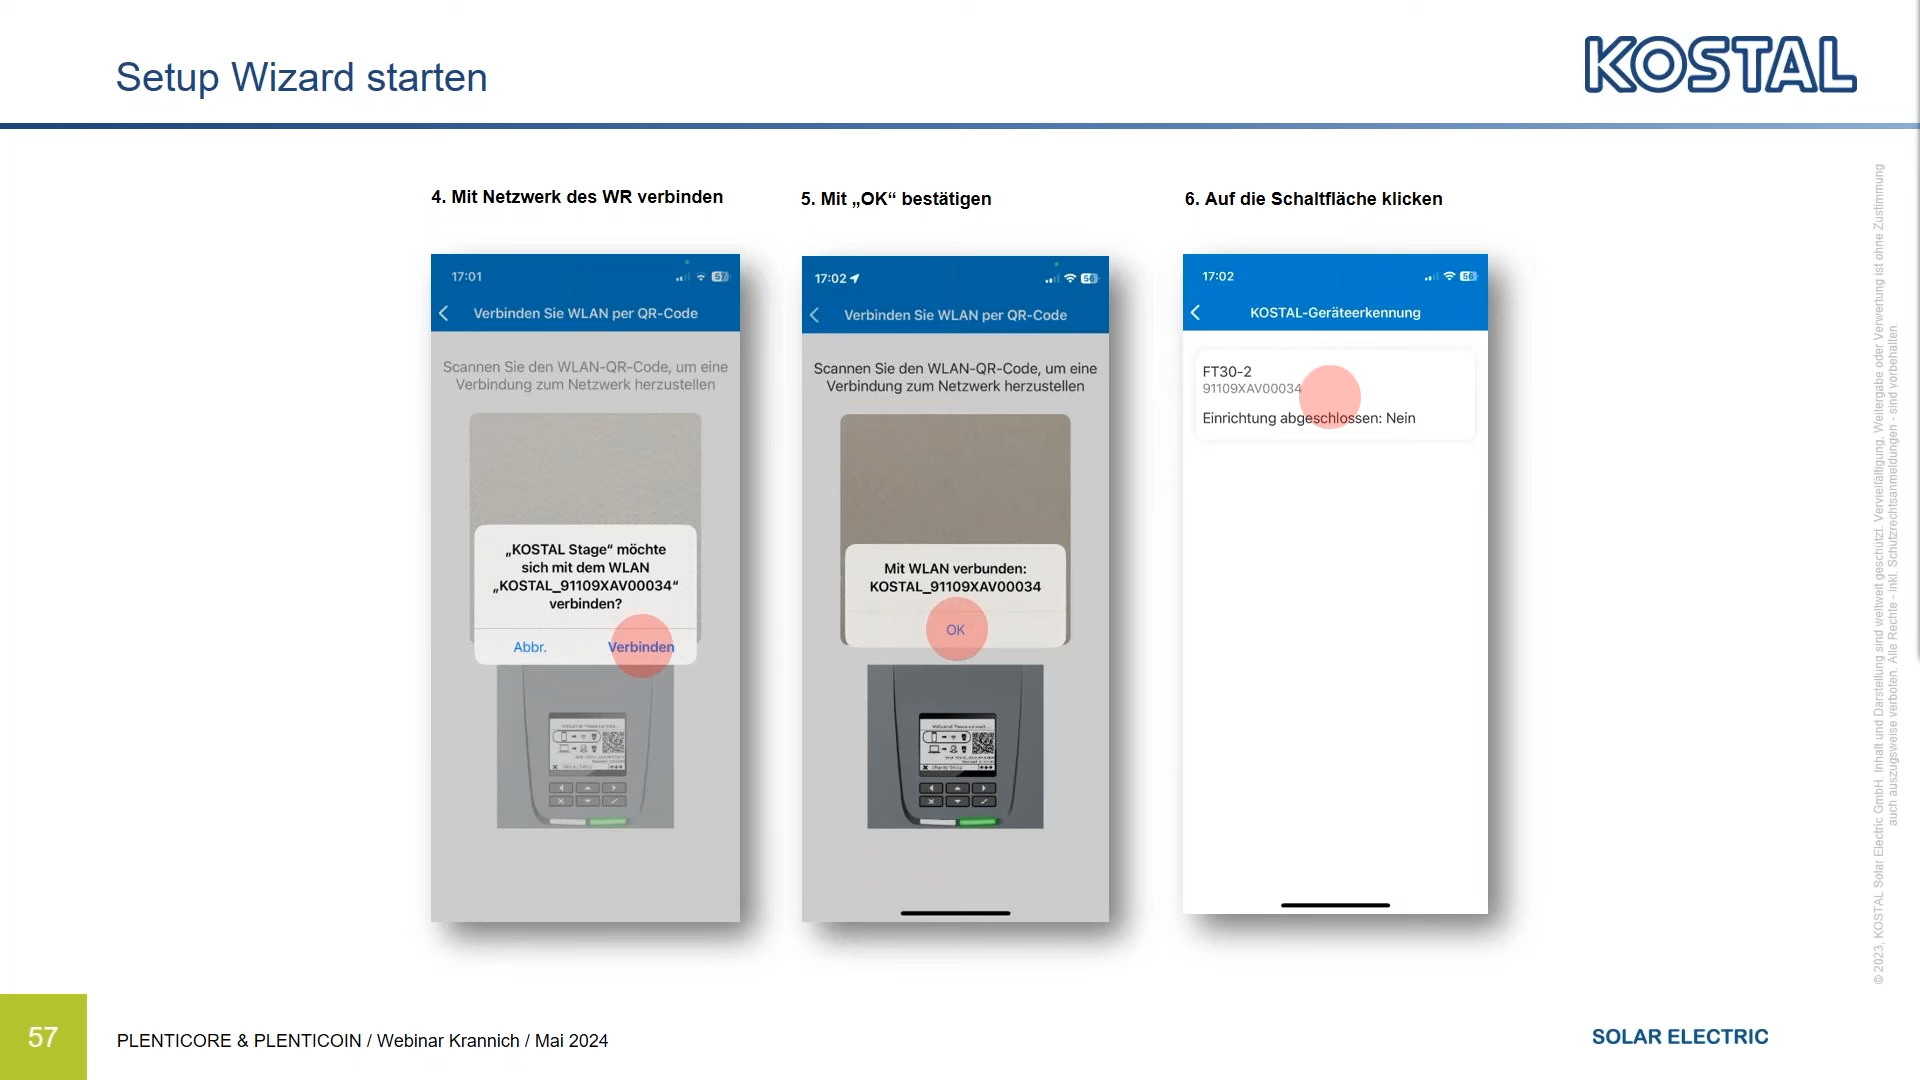 Setup Wizard starten
KOSTAL
4. Mit Netzwerk des WR verbinden
17:01
57
Verbinden Sie WLAN per QR-Code
Scannen Sie den WLAN-QR-Code, um eine
Verbindung zum Netzwerk herzustellen
„KOSTAL Stage“ möchte
sich mit dem WLAN
„KOSTAL_91109XAV00034“
verbinden?
Abbr.
Verbinden
5. Mit „OK“ bestätigen
17:02
56
Verbinden Sie WLAN per QR-Code
Scannen Sie den WLAN-QR-Code, um eine
Verbindung zum Netzwerk herzustellen
Mit WLAN verbunden:
KOSTAL_91109XAV00034
OK
6. Auf die Schaltfläche klicken
17:02
56
KOSTAL-Geräteerkennung
FT30-2
91109XAV00034
Einrichtung abgeschlossen: Nein
© 2023, KOSTAL Solar Electric GmbH. Inhalt und Darstellung sind weltweit geschützt. Vervielfältigung, Weitergabe oder Verwertung ist ohne Zustimmung
auch auszugsweise verboten. Alle Rechte - inkl. Schutzrechtsanmeldungen - sind vorbehalten.
57
PLENTICORE & PLENTICOIN / Webinar Krannich / Mai 2024
SOLAR ELECTRIC